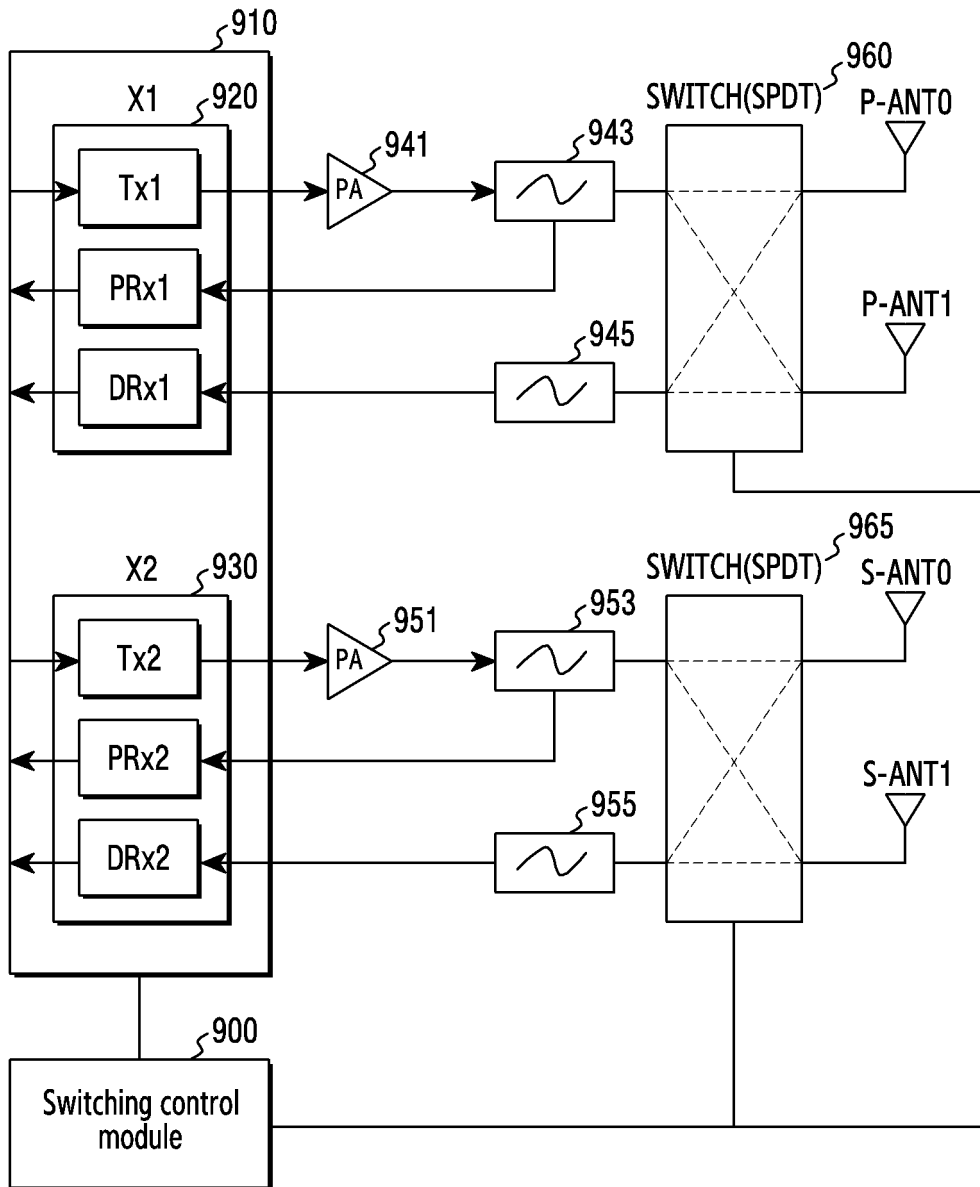 910
X1
920
Tx1
PRx1
DRx1
941
PA
943
945
960
SWITCH(SPDT)
P-ANT0
P-ANT1
X2
930
Tx2
PRx2
DRx2
951
PA
953
955
965
SWITCH(SPDT)
S-ANT0
S-ANT1
900
Switching control
module